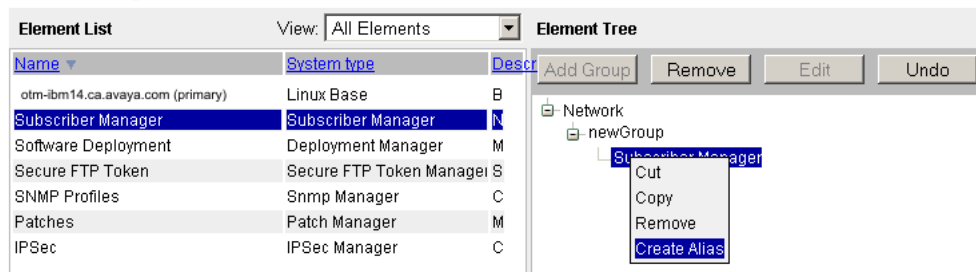 Element List View: All Elements
Name System type Descr
otm-ibm14.ca.avaya.com (primary) Linux Base B
Subscriber Manager Subscriber Manager N
Software Deployment Deployment Manager M
Secure FTP Token Secure FTP Token Manager S
SNMP Profiles Snmp Manager C
Patches Patch Manager M
IPSec IPSec Manager C
Element Tree
Add Group Remove Edit Undo
Network
newGroup
Subscriber Manager
Cut
Copy
Remove
Create Alias